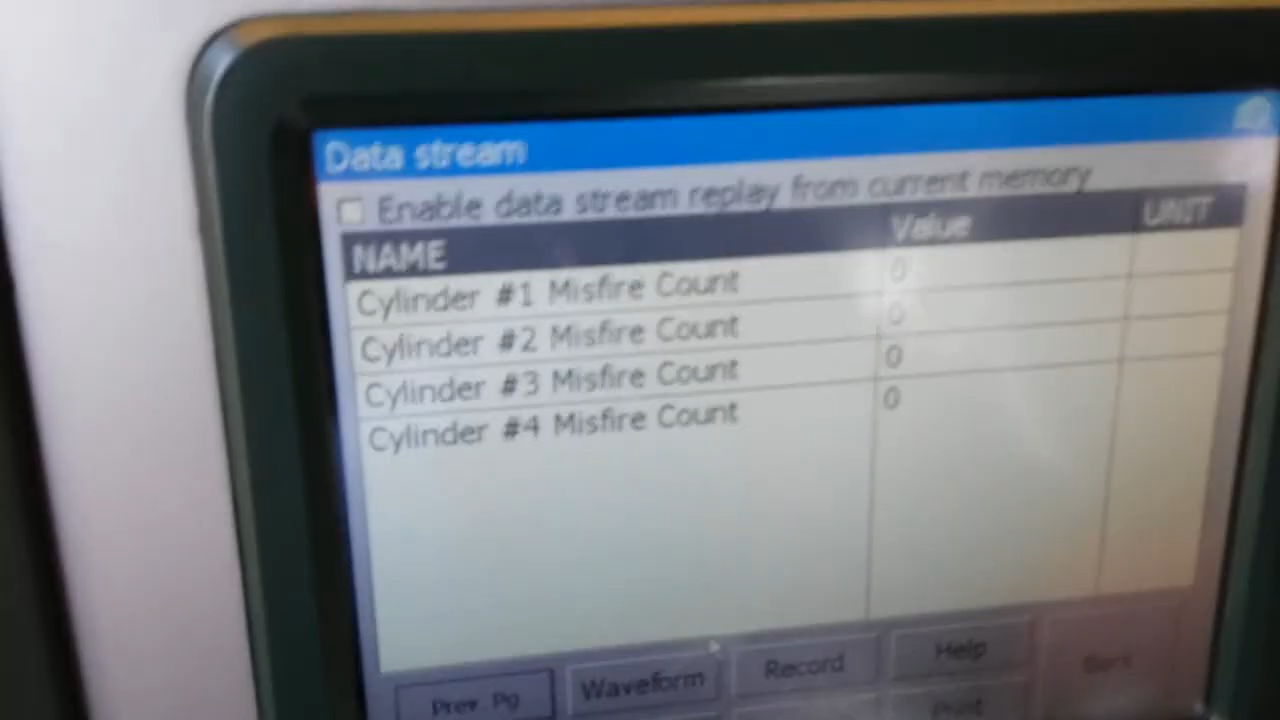 Data stream
Enable data stream replay from current memory
NAME Value UNIT
Cylinder #1 Misfire Count 0
Cylinder #2 Misfire Count 0
Cylinder #3 Misfire Count 0
Cylinder #4 Misfire Count 0
Prev. Pg Waveform Record Help
Print